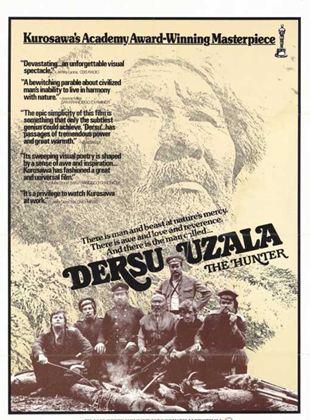 Kurosawa's Academy Award-Winning Masterpiece
"Devastating...an unforgettable visual
spectacle."
"A bewitching parable about civilized
man's inability to live in harmony
with nature."
"The epic simplicity of this film is
something that only the subtlest
genius could achieve. 'Dersu'...has
passages of tremendous power
and great warmth."
"Its sweeping visual poetry is shaped
by a sense of awe and inspiration...
Kurosawa has fashioned a great
and universal film."
"It's a privilege to watch Kurosawa
at work."
There is man and beast at nature's mercy.
There is awe and love and reverence.
And there is the man called...
DERSU UZALA
THE HUNTER